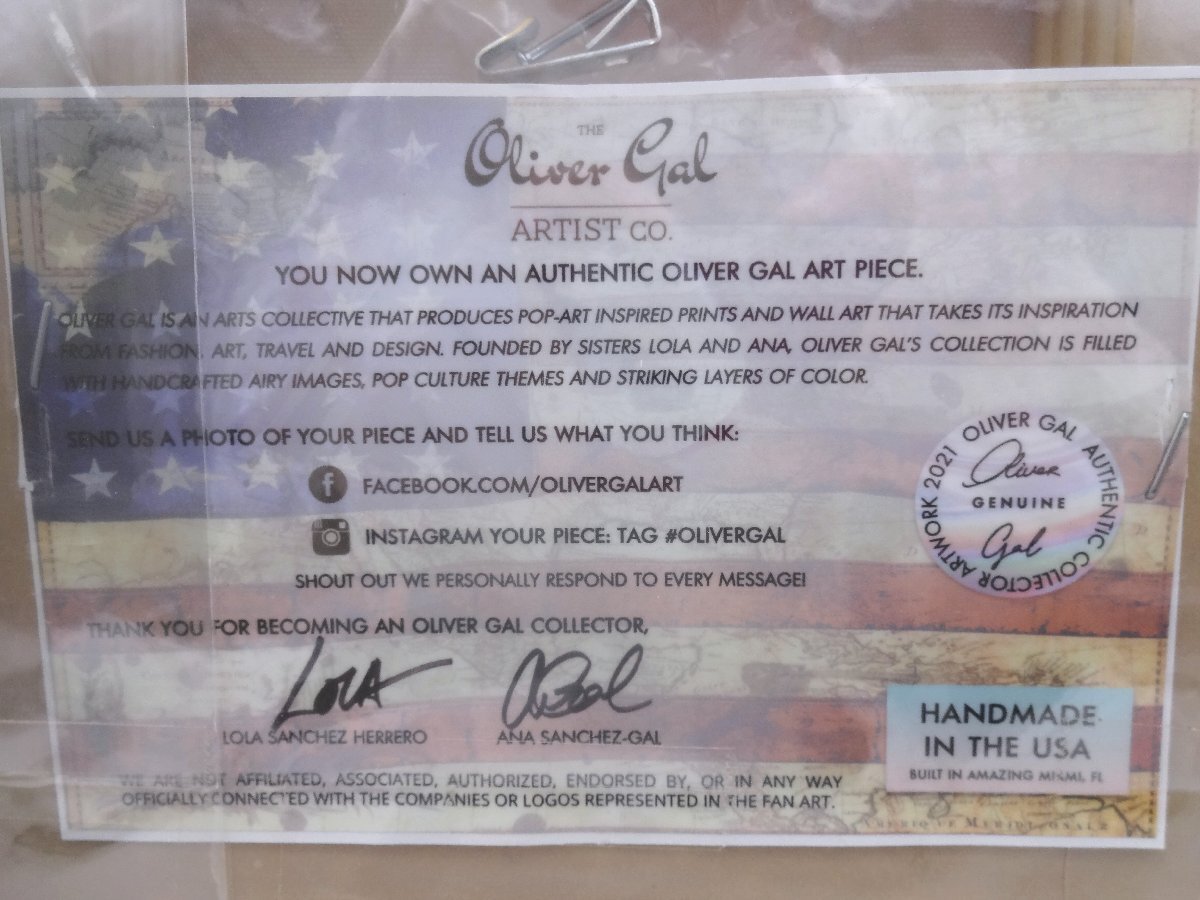 THE
Oliver Gal
ARTIST CO.
YOU NOW OWN AN AUTHENTIC OLIVER GAL ART PIECE.
OLIVER GAL IS AN ARTS COLLECTIVE THAT PRODUCES POP-ART INSPIRED PRINTS AND WALL ART THAT TAKES ITS INSPIRATION
FROM FASHION, ART, TRAVEL AND DESIGN. FOUNDED BY SISTERS LOLA AND ANA, OLIVER GAL'S COLLECTION IS FILLED
WITH HANDCRAFTED AIRY IMAGES, POP CULTURE THEMES AND STRIKING LAYERS OF COLOR.
SEND US A PHOTO OF YOUR PIECE AND TELL US WHAT YOU THINK:
f FACEBOOK.COM/OLIVERGALART
INSTAGRAM YOUR PIECE: TAG #OLIVERGAL
SHOUT OUT WE PERSONALLY RESPOND TO EVERY MESSAGE!
OLIVER GAL AUTHENTIC COLLECTOR ARTWORK 2021
Oliver
GENUINE
Gal
THANK YOU FOR BECOMING AN OLIVER GAL COLLECTOR,
LOLA
LOLA SANCHEZ HERRERO
ANA SANCHEZ-GAL
HANDMADE
IN THE USA
BUILT IN AMAZING MIAMI, FL
WE ARE NOT AFFILIATED, ASSOCIATED, AUTHORIZED, ENDORSED BY, OR IN ANY WAY
OFFICIALLY CONNECTED WITH THE COMPANIES OR LOGOS REPRESENTED IN THE FAN ART.
AMERIQUE MERIDIONALE